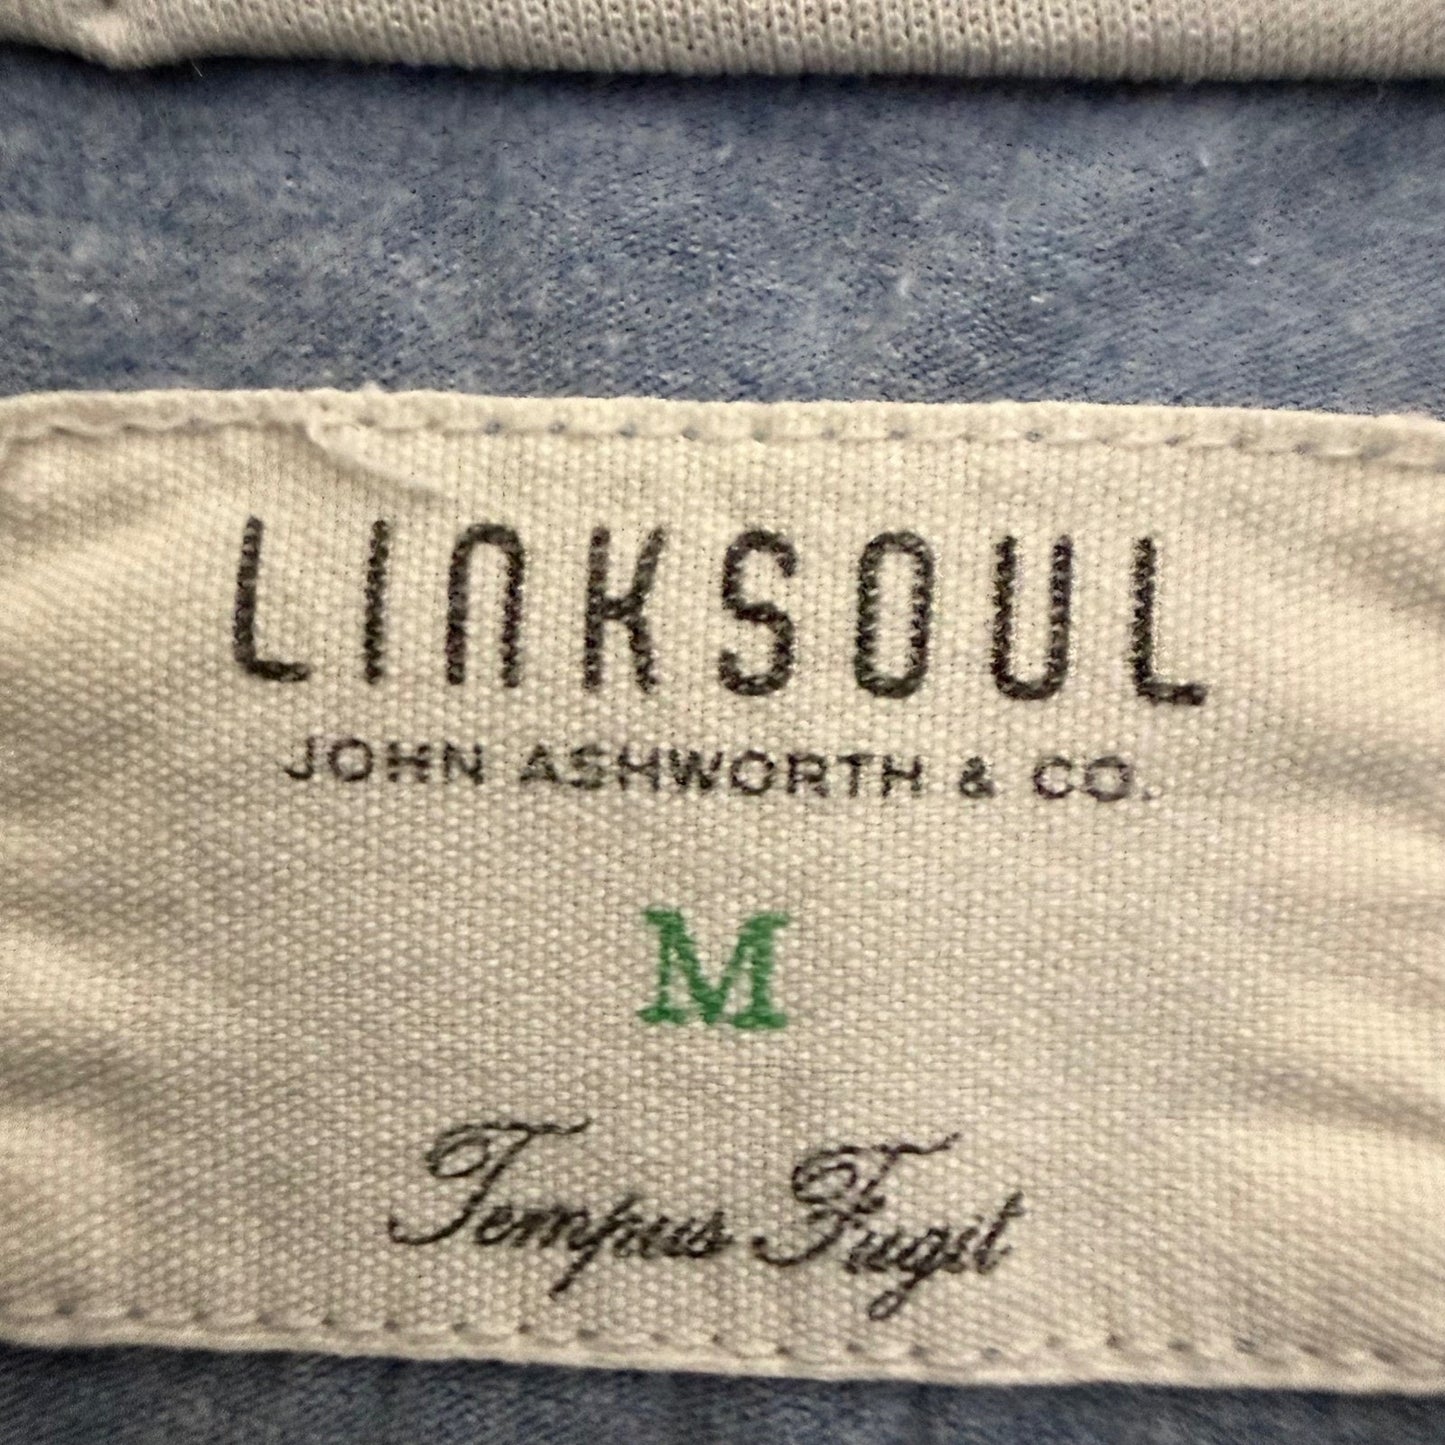 LINKSOUL
JOHN ASHWORTH & CO.
M
Tempus Fugit